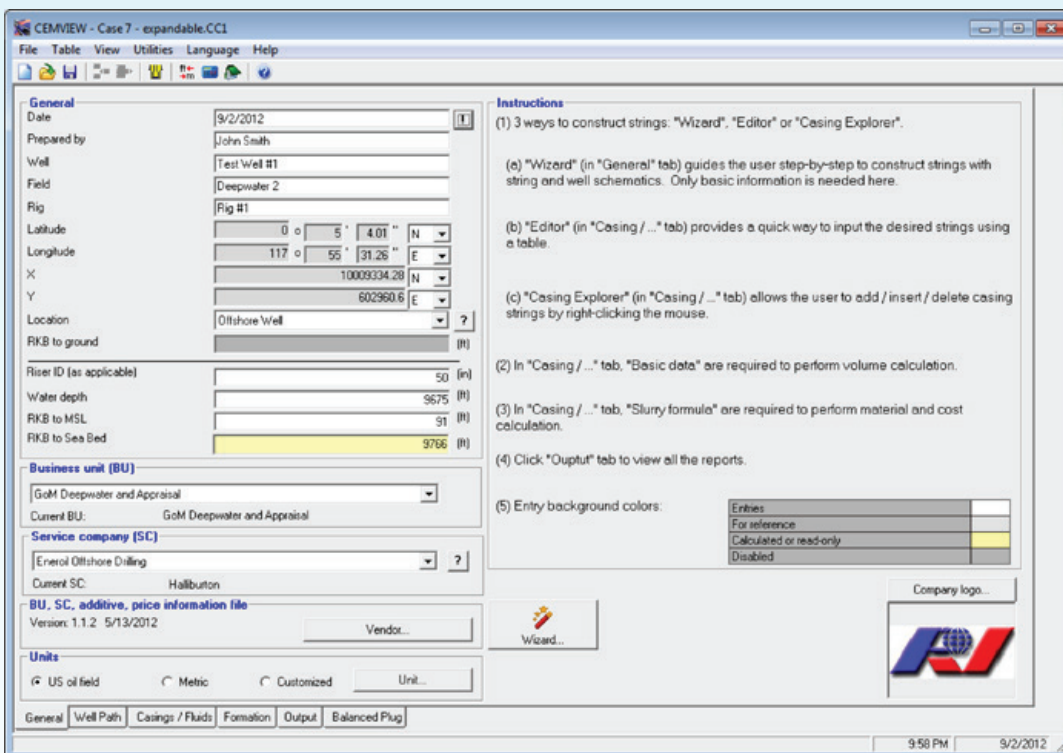 CEMVIEW - Case 7 - expandable.CC1
File Table View Utilities Language Help
General
Date 9/2/2012
Prepared by John Smith
Well Test Well #1
Field Deepwater 2
Rig Rig #1
Latitude 0 o 5 ' 4.01 " N
Longitude 117 o 55 ' 31.26 " E
X 10009334.28 N
Y 602960.6 E
Location Offshore Well ?
RKB to ground (ft)
Riser ID (as applicable) 50 (in)
Water depth 9675 (ft)
RKB to MSL 91 (ft)
RKB to Sea Bed 9766 (ft)
Business unit (BU)
GoM Deepwater and Appraisal
Current BU: GoM Deepwater and Appraisal
Service company (SC)
Enerol Offshore Drilling ?
Current SC: Halliburton
BU, SC, additive, price information file
Version: 1.1.2 5/13/2012 Vendor...
Units
US oil field Metric Customized Unit...
Instructions
(1) 3 ways to construct strings: "Wizard", "Editor" or "Casing Explorer".
(a) "Wizard" (in "General" tab) guides the user step-by-step to construct strings with
string and well schematics. Only basic information is needed here.
(b) "Editor" (in "Casing / ..." tab) provides a quick way to input the desired strings using
a table.
(c) "Casing Explorer" (in "Casing / ..." tab) allows the user to add / insert / delete casing
strings by right-clicking the mouse.
(2) In "Casing / ..." tab, "Basic data" are required to perform volume calculation.
(3) In "Casing / ..." tab, "Slurry formula" are required to perform material and cost
calculation.
(4) Click "Ouptut" tab to view all the reports.
(5) Entry background colors:
Entries
For reference
Calculated or read-only
Disabled
Wizard...
Company logo...
General Well Path Casings / Fluids Formation Output Balanced Plug
9:58 PM 9/2/2012